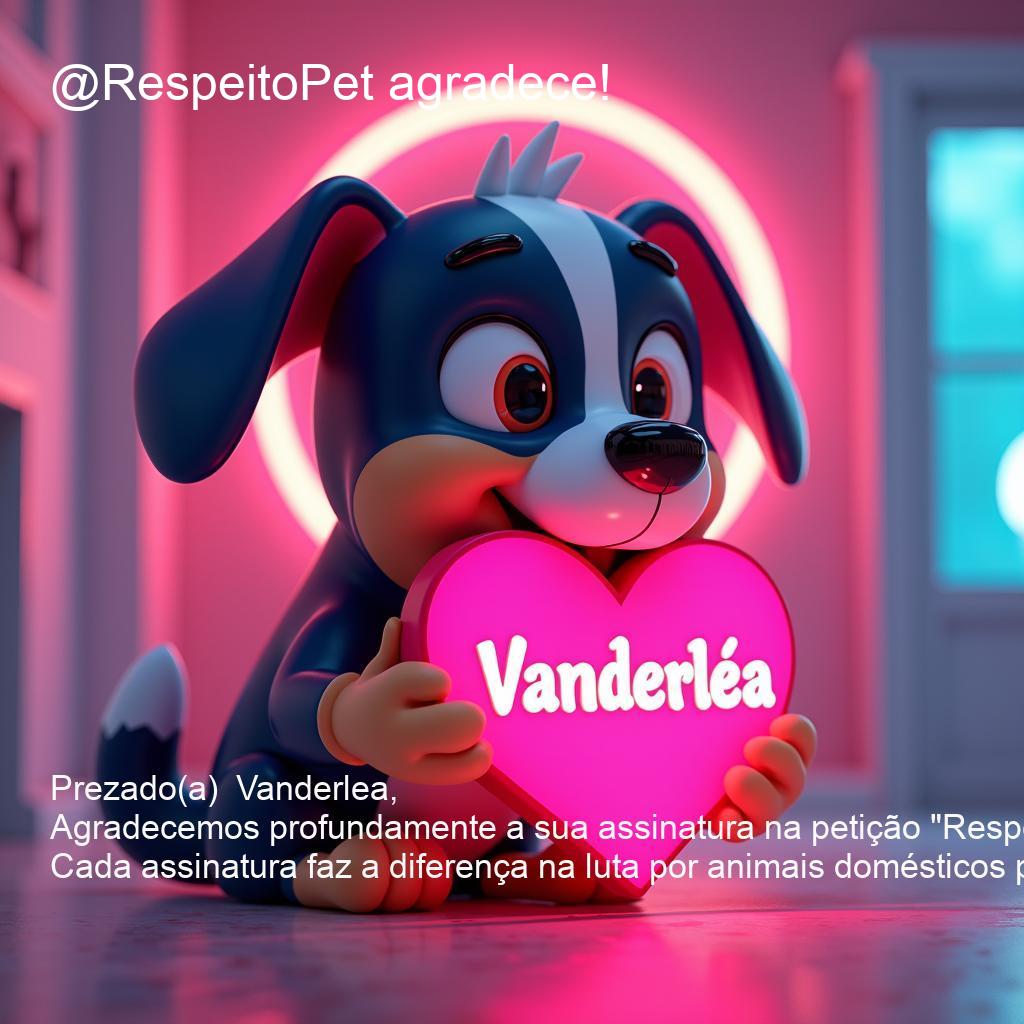 @RespeitoPet agradece!
Vanderléa
Prezado(a) Vanderlea,
Agradecemos profundamente a sua assinatura na petição "Resp
Cada assinatura faz a diferença na luta por animais domésticos